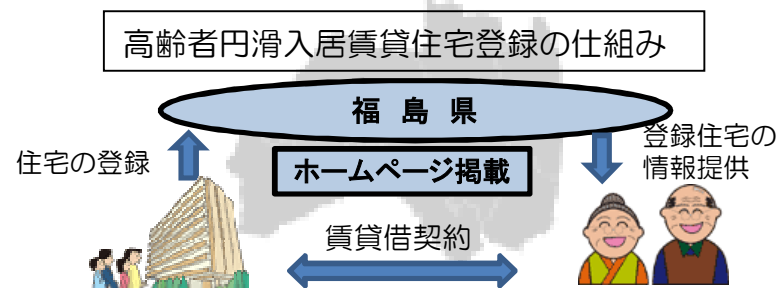 高齢者円滑入居賃貸住宅登録の仕組み
福 島 県
住宅の登録
ホームページ掲載
登録住宅の
情報提供
賃貸借契約